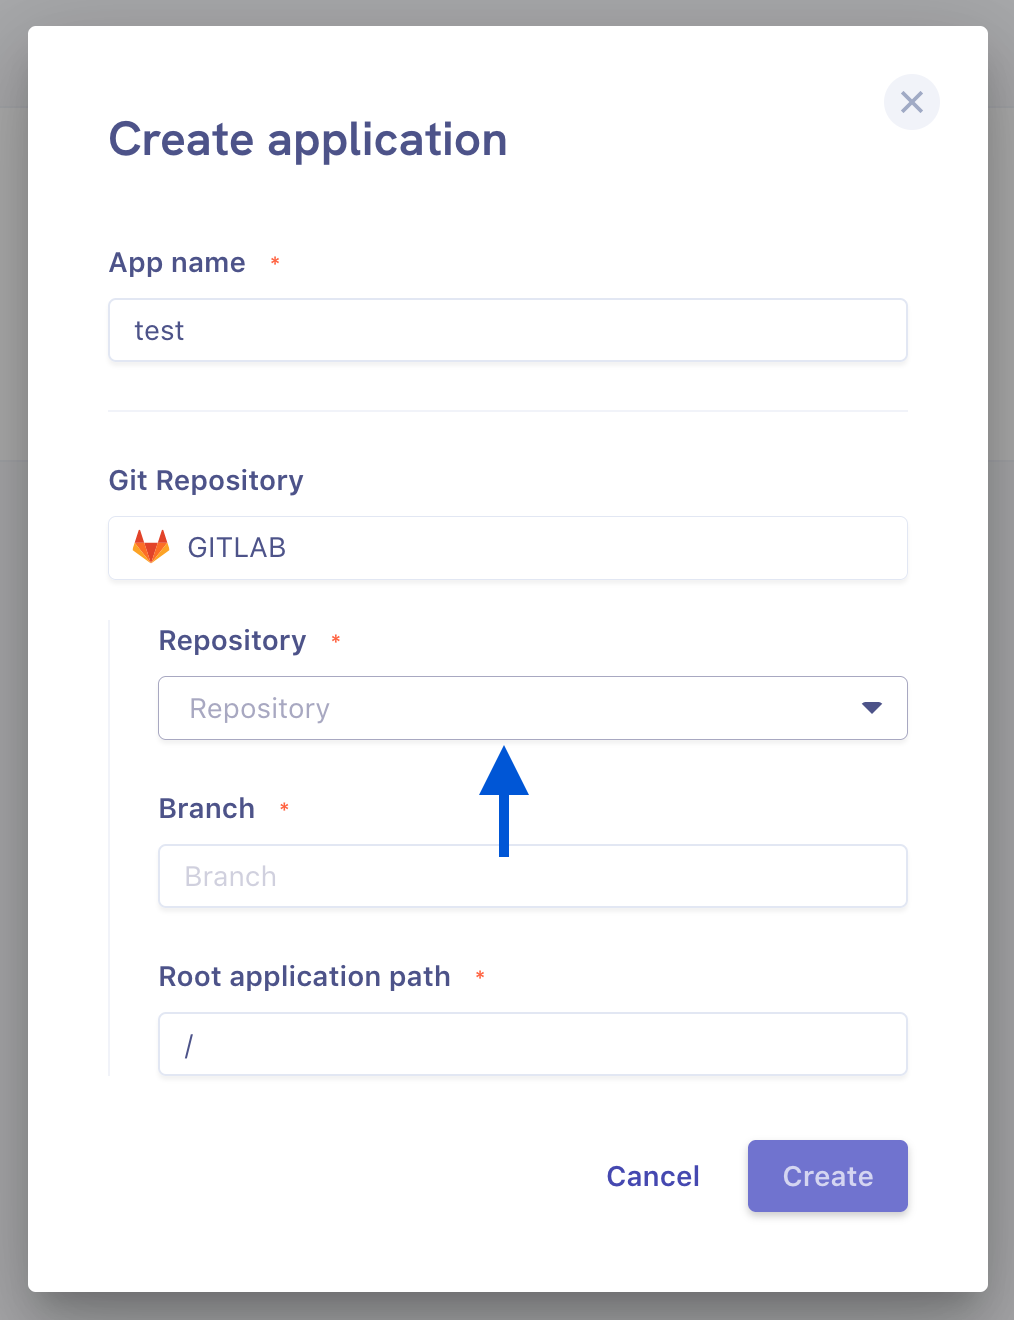 Create application
App name *
test
Git Repository
GITLAB
Repository *
Repository
Branch *
Branch
Root application path *
/
Cancel Create